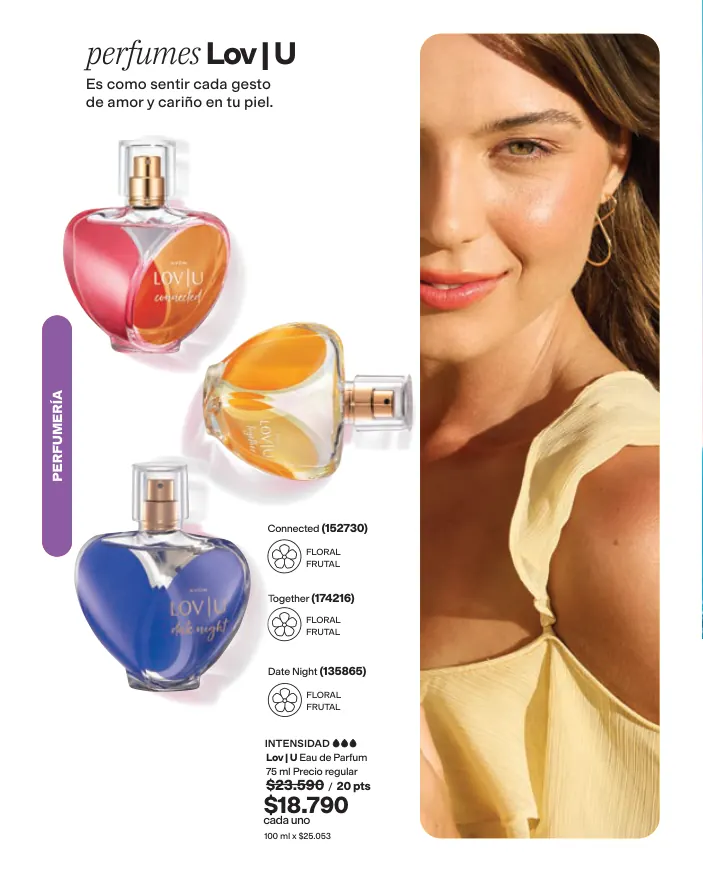 perfumes Lov|U
Es como sentir cada gesto
de amor y cariño en tu piel.
AVON
LOV|U
connected
LOV|U
together
PERFUMERÍA
AVON
LOV|U
date night
Connected (152730)
FLORAL
FRUTAL
Together (174216)
FLORAL
FRUTAL
Date Night (135865)
FLORAL
FRUTAL
INTENSIDAD
Lov|U Eau de Parfum
75 ml Precio regular
$23.590 / 20 pts
$18.790
cada uno
100 ml x $25.053